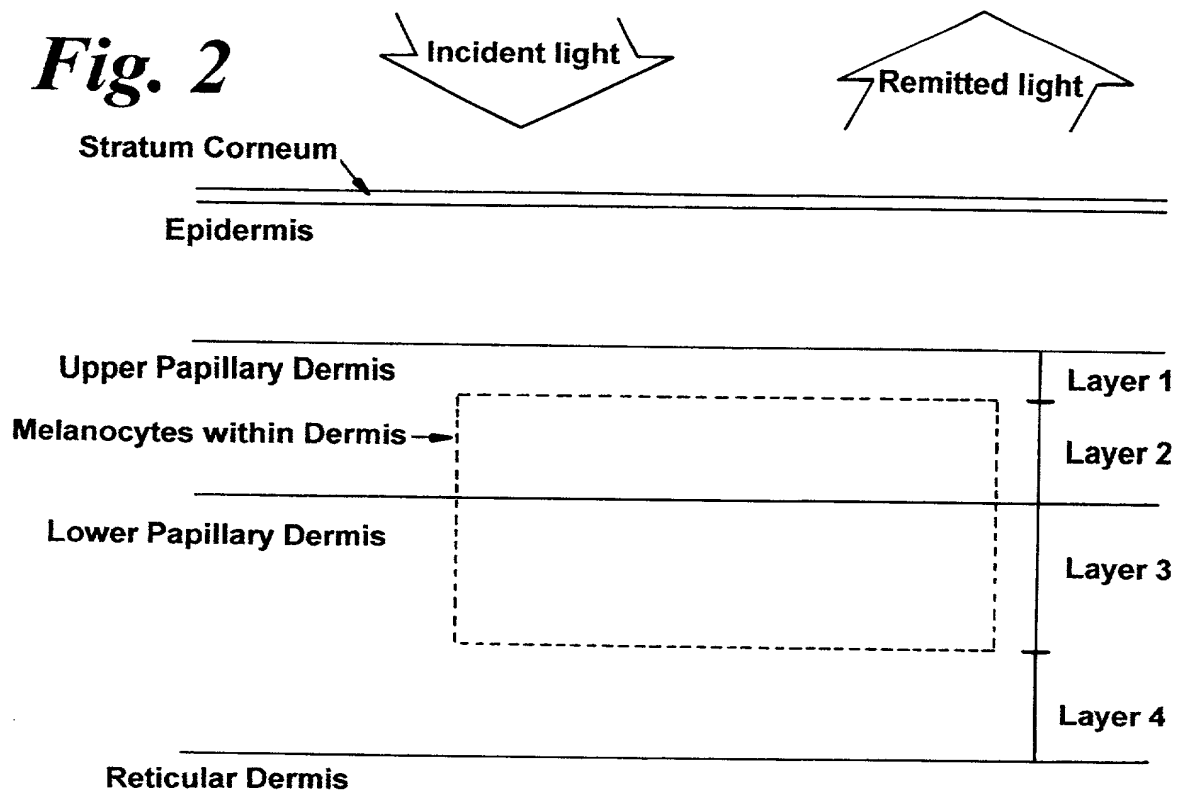 Fig. 2
Incident light
Remitted light
Stratum Corneum
Epidermis
Upper Papillary Dermis
Layer 1
Melanocytes within Dermis
Layer 2
Lower Papillary Dermis
Layer 3
Layer 4
Reticular Dermis